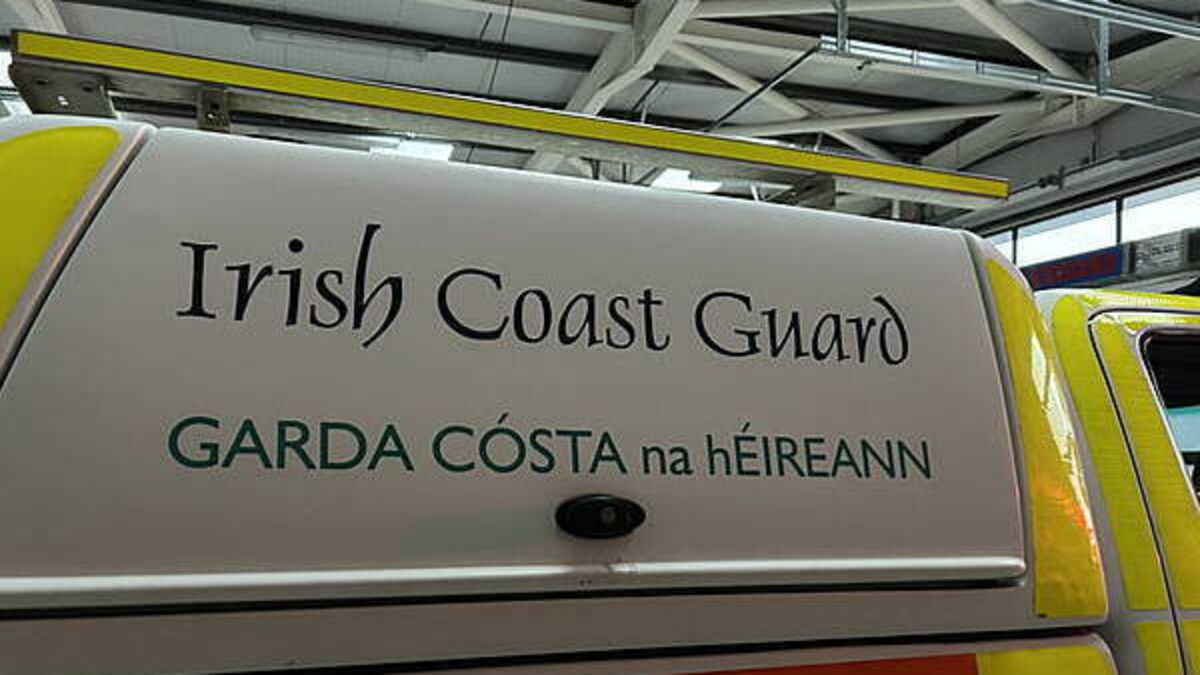 Irish Coast Guard
GARDA CÓSTA na hÉIREANN